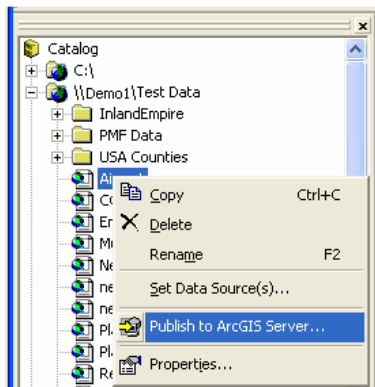 Catalog
C:\
\\Demo1\Test Data
InlandEmpire
PMF Data
USA Counties
Copy Ctrl+C
Delete
Rename F2
Set Data Source(s)...
Publish to ArcGIS Server...
Properties...